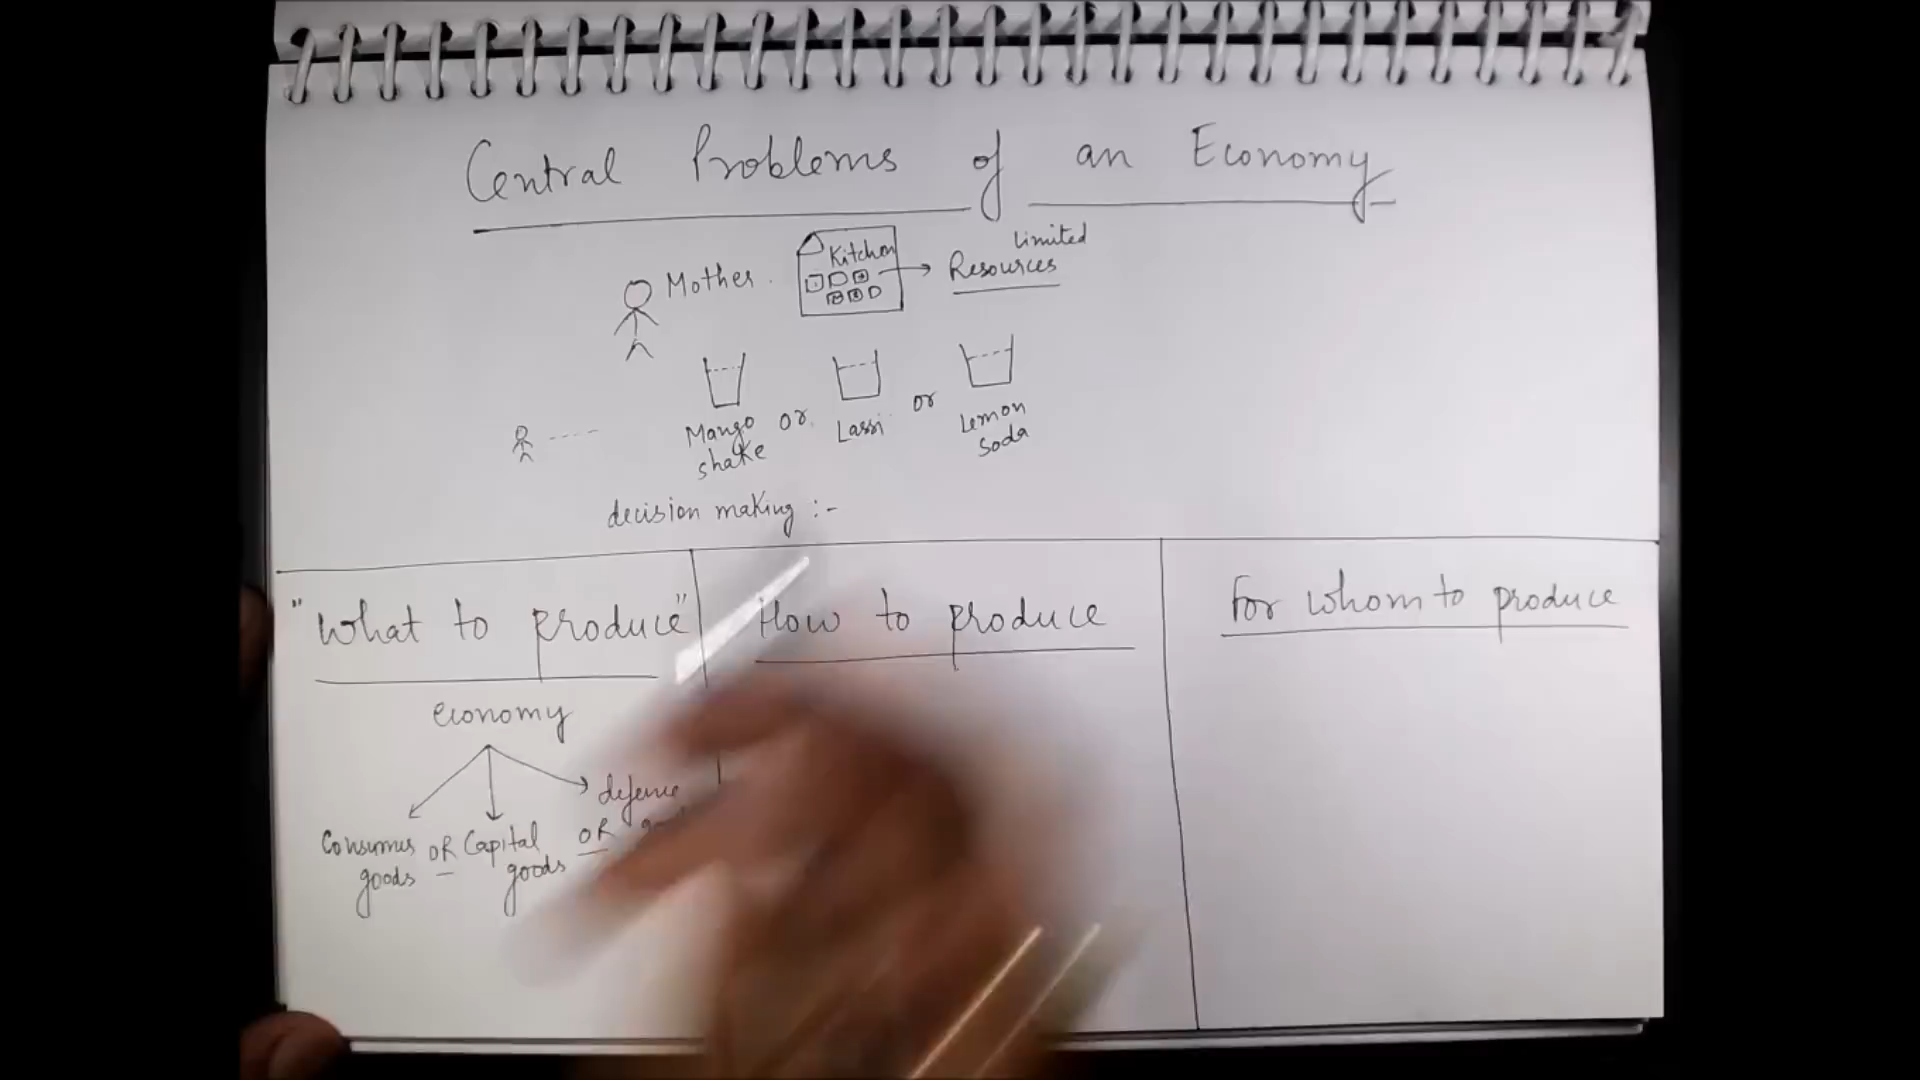 Central Problems of an Economy
Mother
Kitchen
Limited
Resources
Mango shake or Lassi or Lemon Soda
decision making :-
"What to produce"
economy
Consumer goods OR Capital goods OR defence
How to produce
For whom to produce